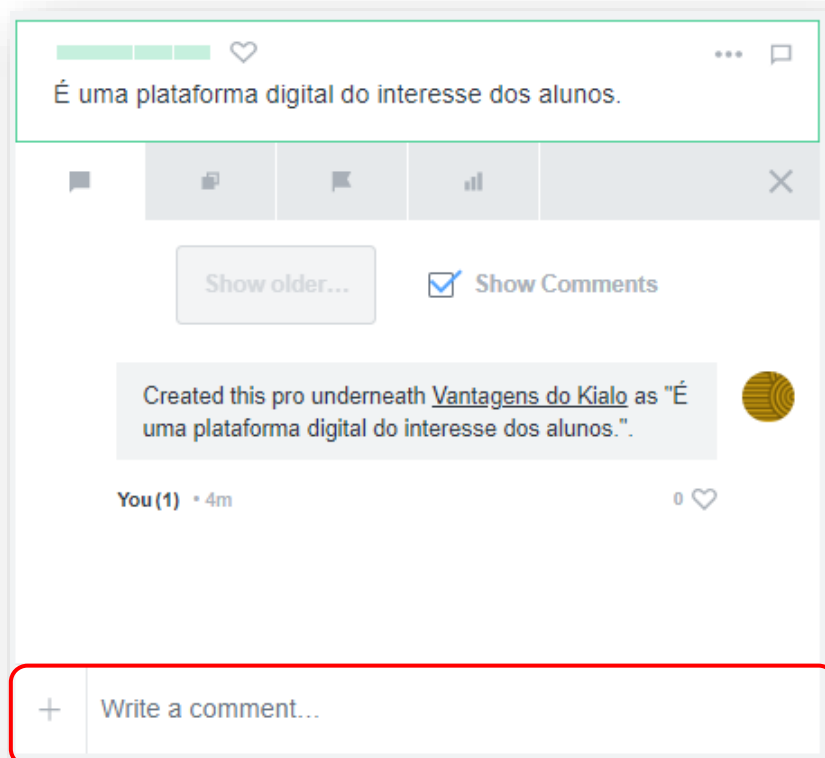 É uma plataforma digital do interesse dos alunos.
Show older...
Show Comments
Created this pro underneath Vantagens do Kialo as "É
uma plataforma digital do interesse dos alunos.".
You (1) • 4m
0
Write a comment...